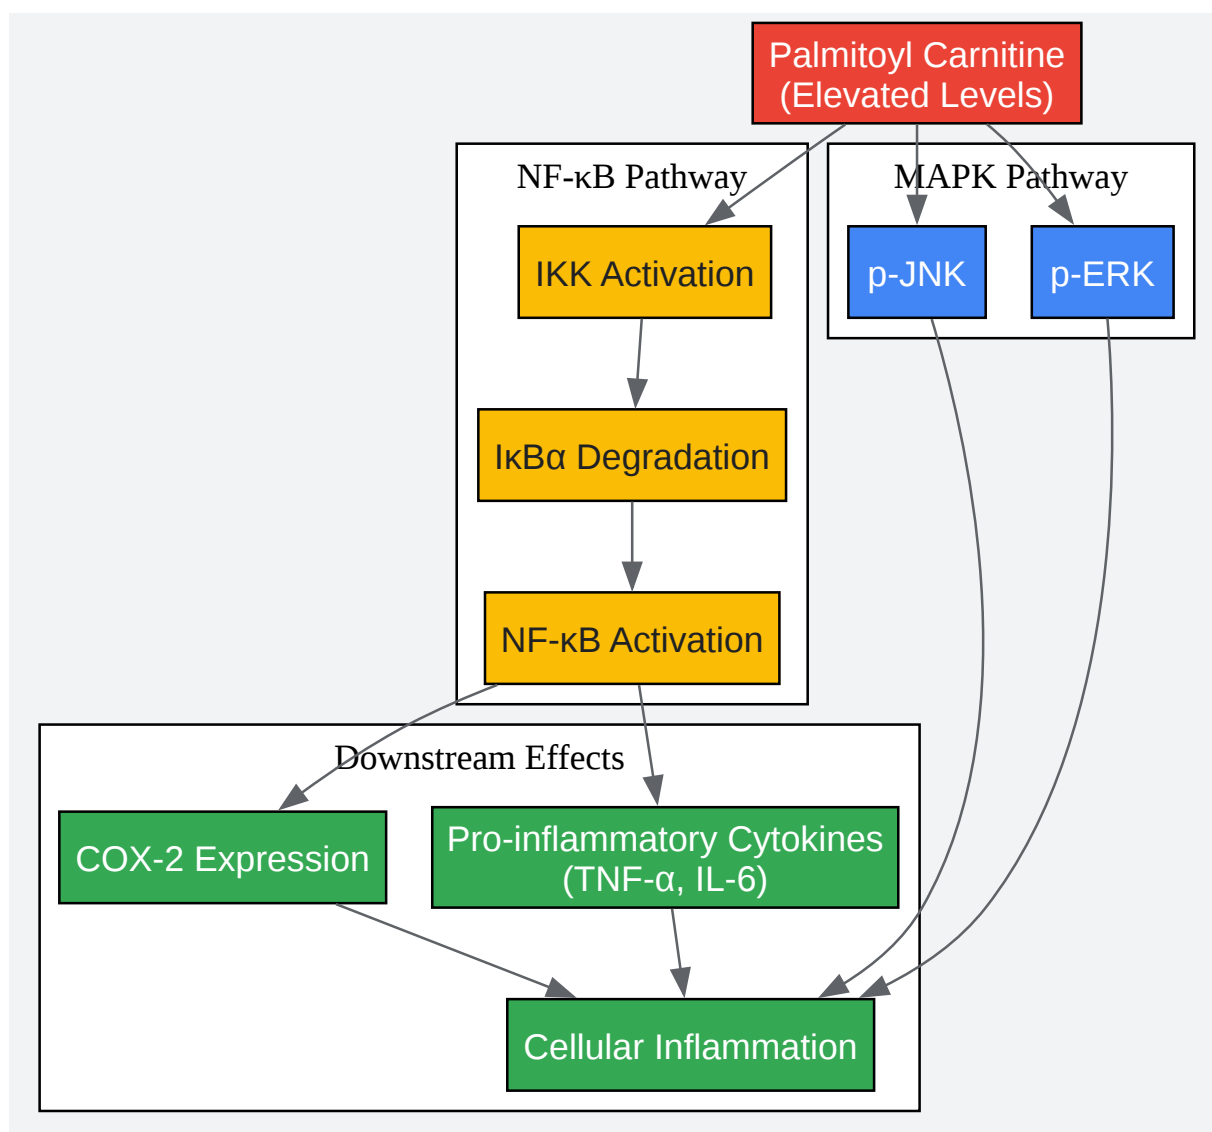 Palmitoyl Carnitine
(Elevated Levels)
NF-κB Pathway
MAPK Pathway
IKK Activation
p-JNK
p-ERK
IκBα Degradation
NF-κB Activation
Downstream Effects
COX-2 Expression
Pro-inflammatory Cytokines
(TNF-α, IL-6)
Cellular Inflammation